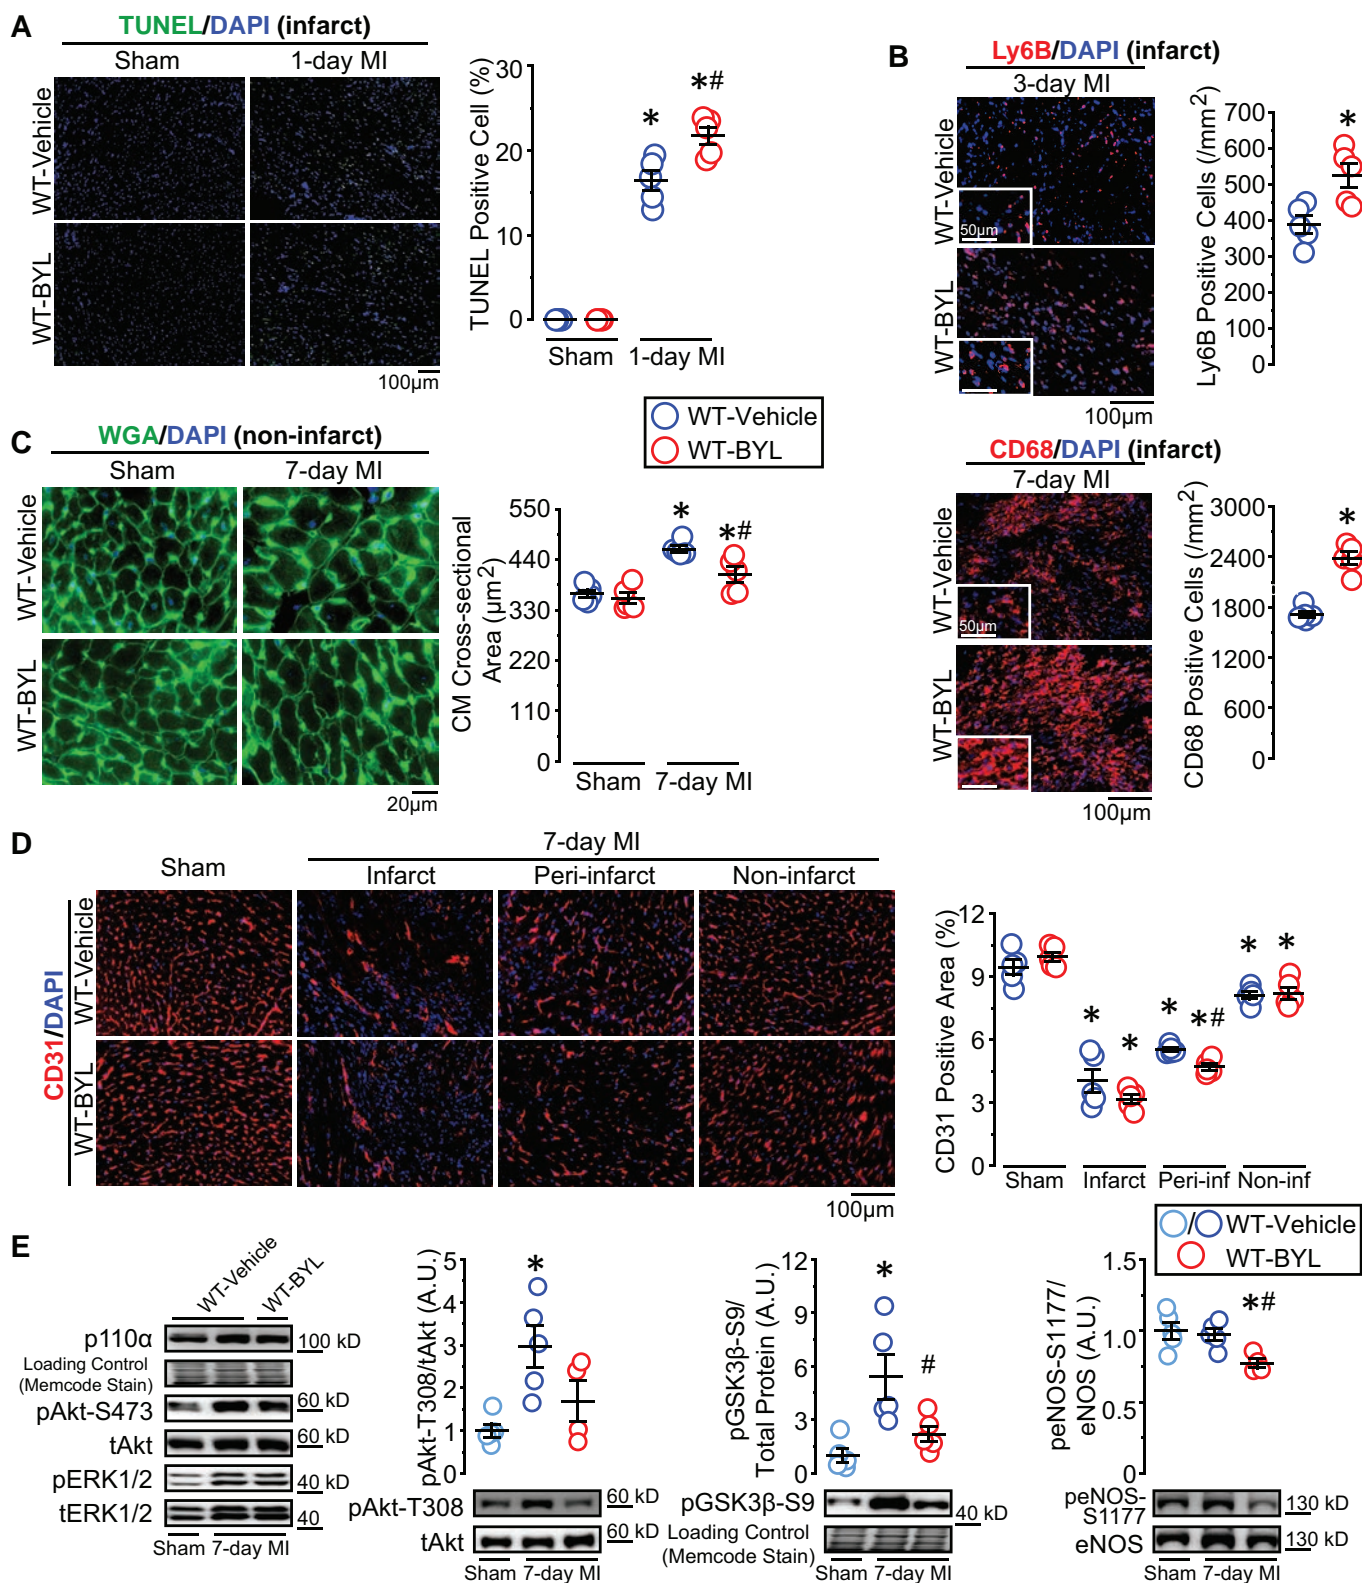 A
TUNEL/DAPI (infarct)
Sham
1-day MI
WT-Vehicle
WT-BYL
100µm
TUNEL Positive Cell (%)
30
20
10
0
*
*#
Sham
1-day MI
B
Ly6B/DAPI (infarct)
3-day MI
WT-Vehicle
50µm
WT-BYL
100µm
Ly6B Positive Cells (/mm2)
700
600
500
400
300
200
100
0
*
WT-Vehicle
WT-BYL
C
WGA/DAPI (non-infarct)
Sham
7-day MI
WT-Vehicle
WT-BYL
20µm
CM Cross-sectional
Area (µm2)
550
440
330
220
110
0
*
*#
Sham
7-day MI
CD68/DAPI (infarct)
7-day MI
WT-Vehicle
50µm
WT-BYL
100µm
CD68 Positive Cells (/mm2)
3000
2400
1800
1200
600
0
*
D
7-day MI
Sham
Infarct
Peri-infarct
Non-infarct
CD31/DAPI
WT-Vehicle
WT-BYL
100µm
CD31 Positive Area (%)
12
9
6
3
0
*
*
*
*#
*
*
Sham
Infarct
Peri-inf
Non-inf
/ WT-Vehicle
WT-BYL
E
WT-Vehicle
WT-BYL
p110α
100 kD
Loading Control
(Memcode Stain)
pAkt-S473
60 kD
tAkt
60 kD
pERK1/2
40 kD
tERK1/2
40
Sham 7-day MI
pAkt-T308/tAkt (A.U.)
5
4
3
2
1
0
*
pAkt-T308
60 kD
tAkt
60 kD
Sham 7-day MI
pGSK3β-S9/
Total Protein (A.U.)
12
9
6
3
0
*
#
pGSK3β-S9
40 kD
Loading Control
(Memcode Stain)
Sham 7-day MI
peNOS-S1177/
eNOS (A.U.)
1.5
1.0
0.5
0
*#
peNOS-
S1177
130 kD
eNOS
130 kD
Sham 7-day MI